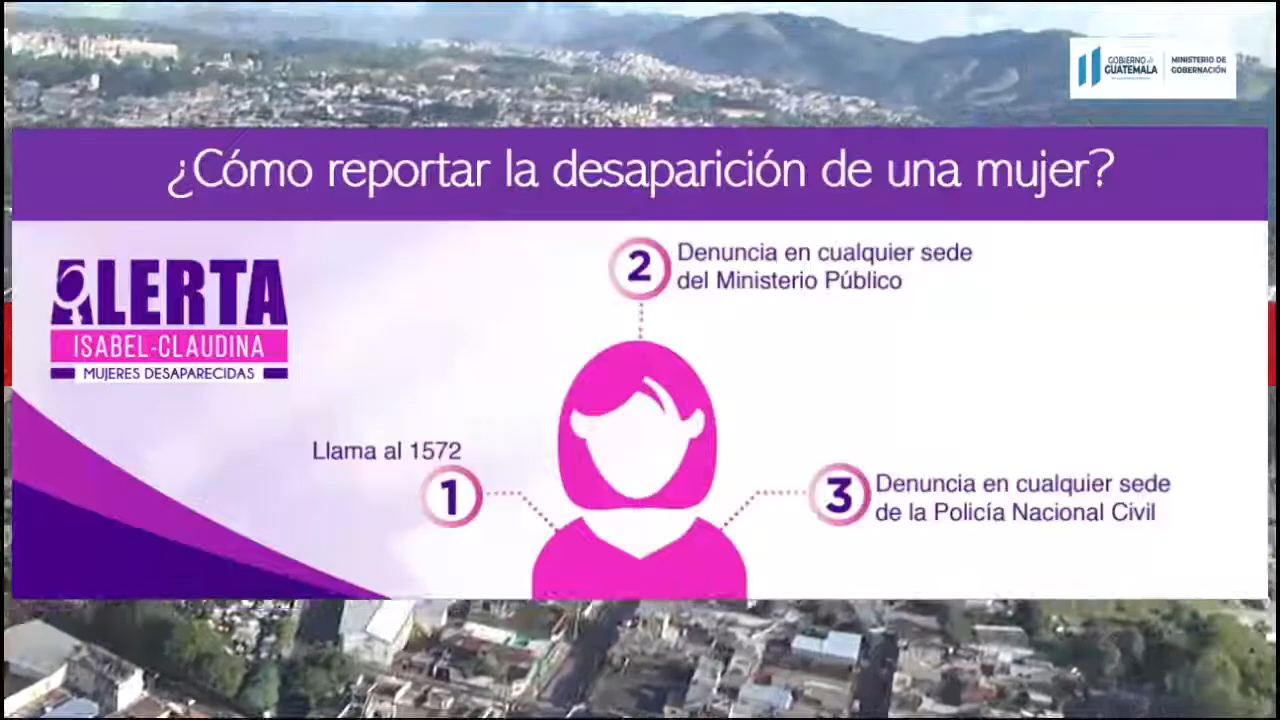 GOBIERNO de
GUATEMALA
MINISTERIO DE
GOBERNACIÓN
¿Cómo reportar la desaparición de una mujer?
ALERTA
ISABEL-CLAUDINA
MUJERES DESAPARECIDAS
2
Denuncia en cualquier sede
del Ministerio Público
Llama al 1572
1
3
Denuncia en cualquier sede
de la Policía Nacional Civil